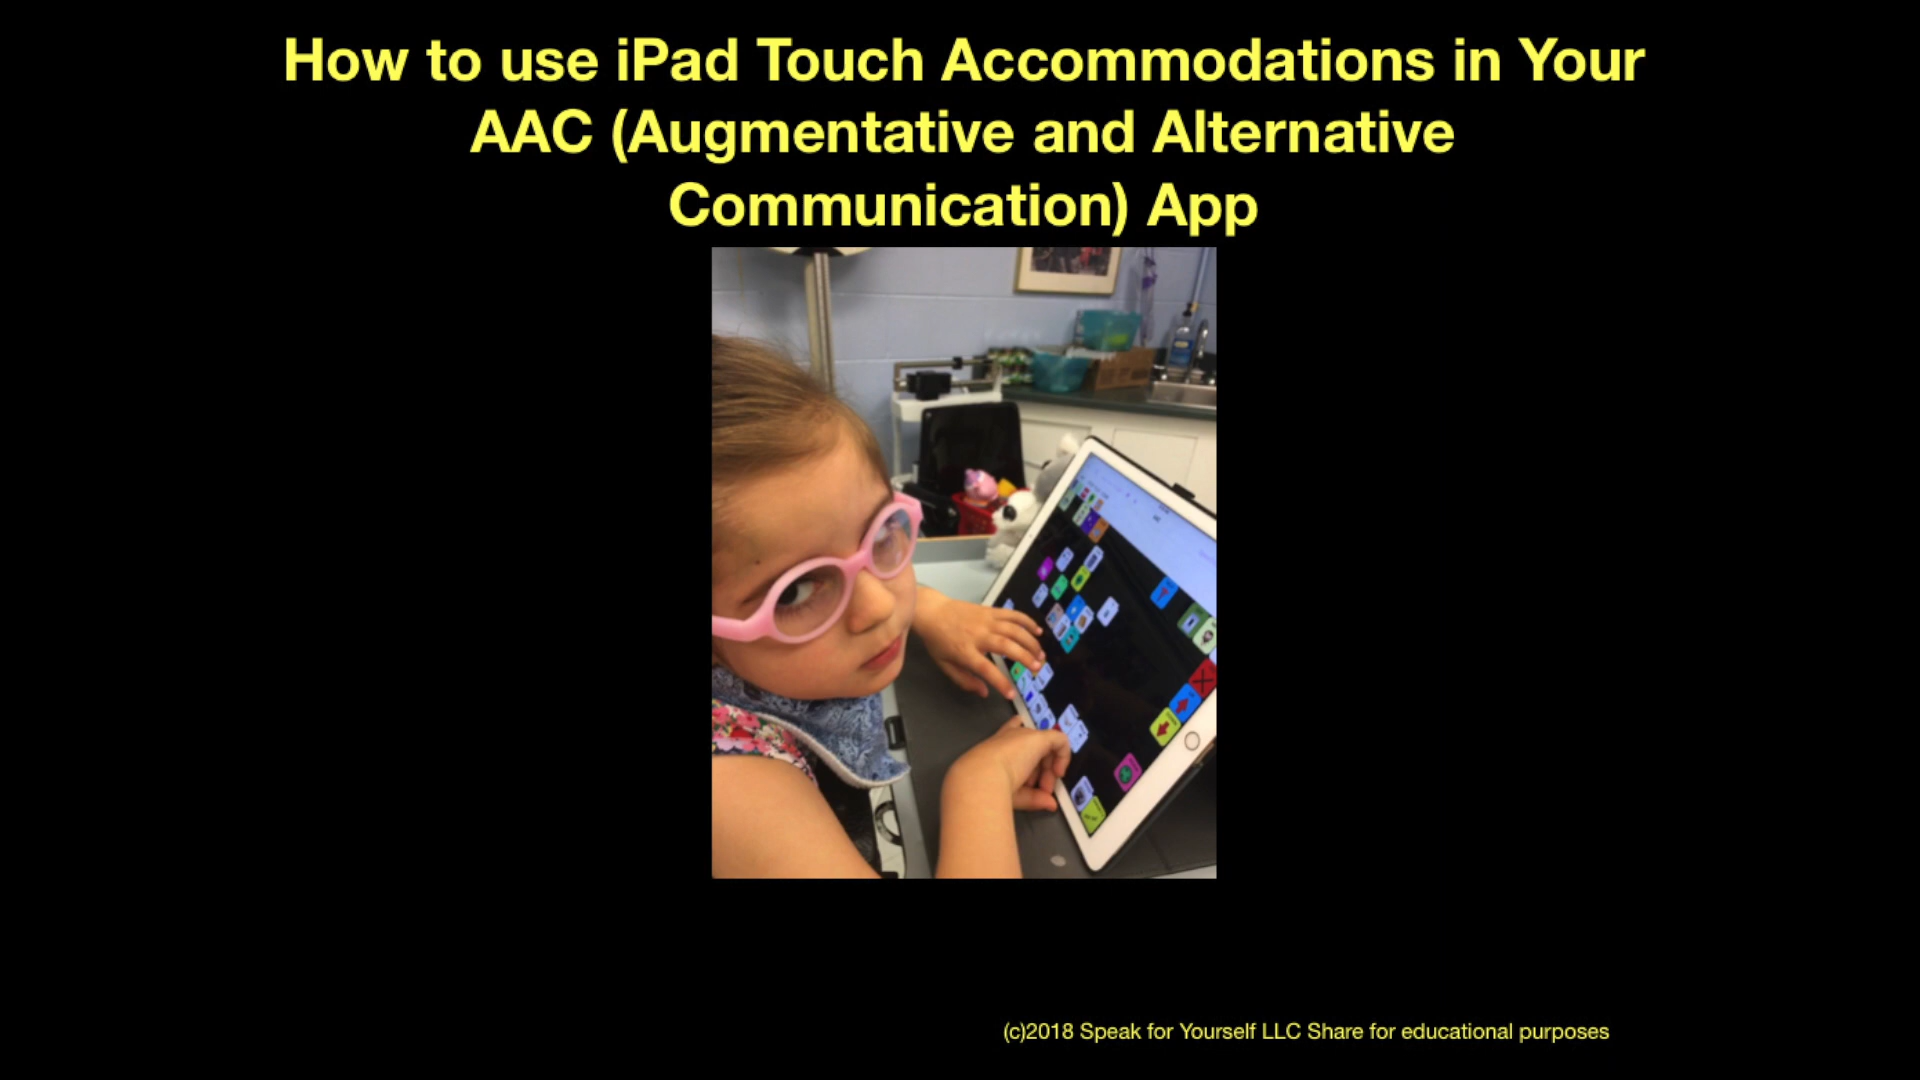 How to use iPad Touch Accommodations in Your
AAC (Augmentative and Alternative
Communication) App
(c)2018 Speak for Yourself LLC Share for educational purposes